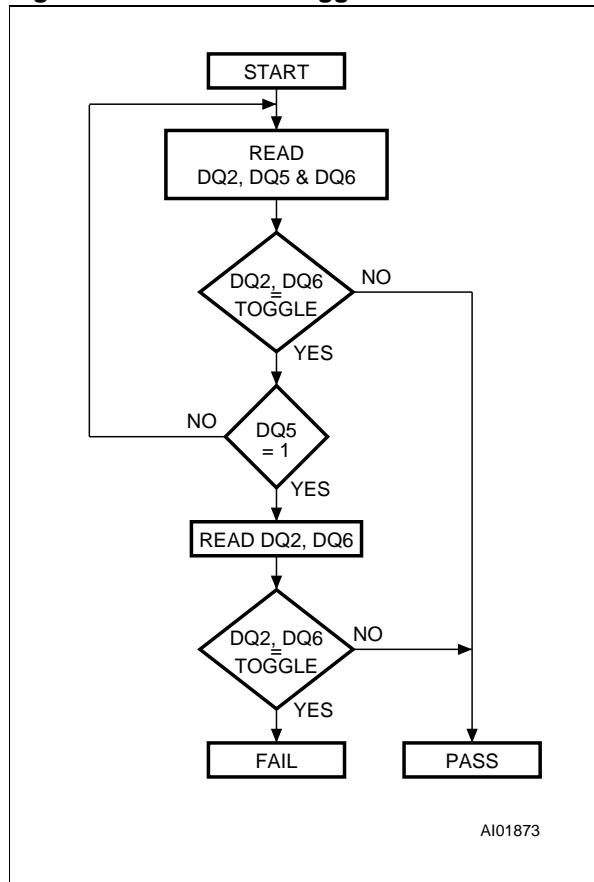 START
READ
DQ2, DQ5 & DQ6
DQ2, DQ6
=
TOGGLE
NO
YES
NO
DQ5
= 1
YES
READ DQ2, DQ6
DQ2, DQ6
=
TOGGLE
NO
YES
FAIL
PASS
AI01873